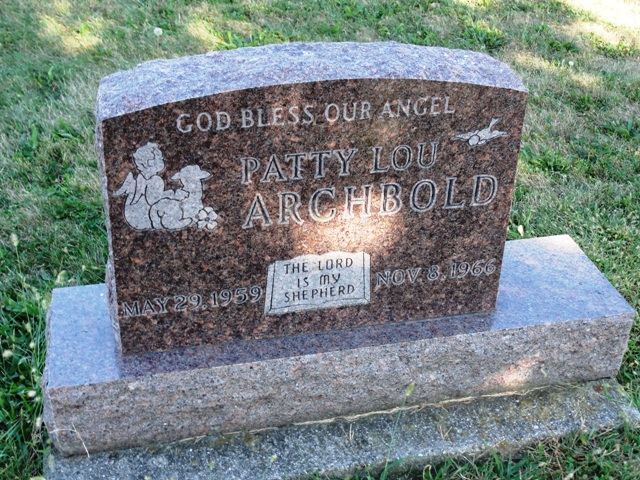 GOD BLESS OUR ANGEL
PATTY LOU
ARCHBOLD
MAY 29, 1959
THE LORD
IS MY
SHEPHERD
NOV. 8, 1966